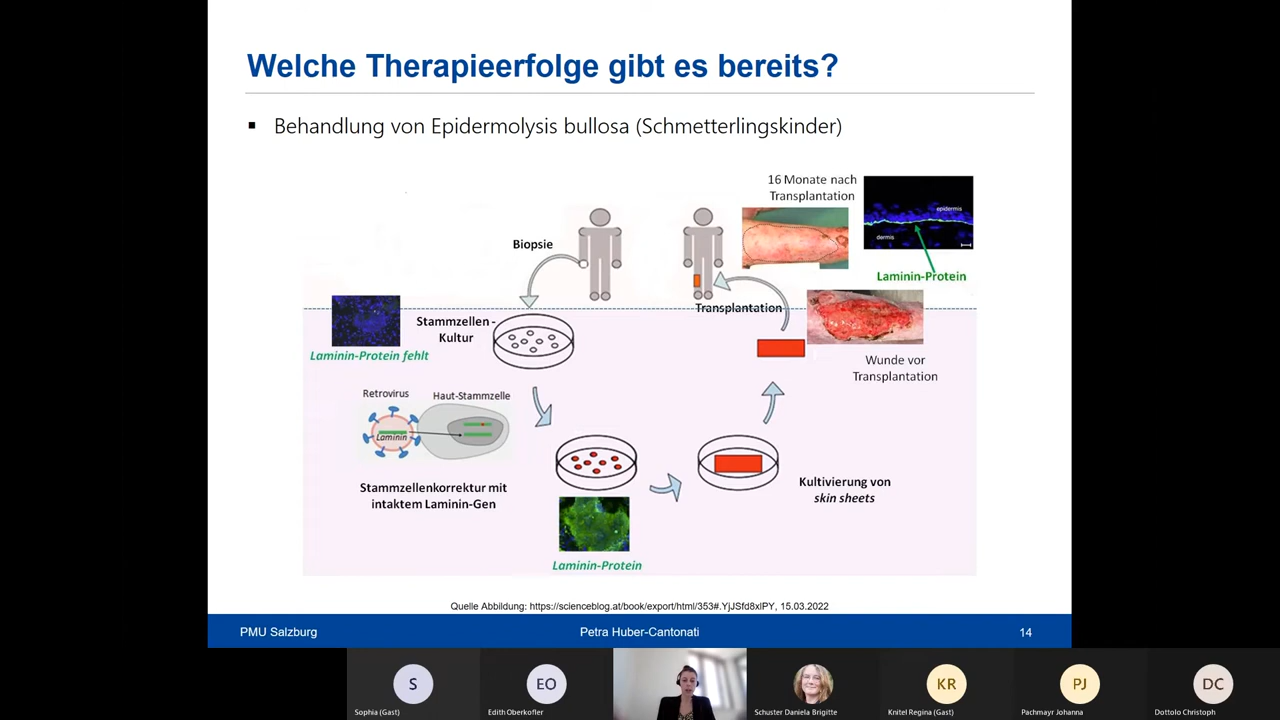 Welche Therapieerfolge gibt es bereits?
Behandlung von Epidermolysis bullosa (Schmetterlingskinder)
16 Monate nach
Transplantation
epidermis
dermis
Laminin-Protein
Biopsie
Transplantation
Stammzellen -
Kultur
Laminin-Protein fehlt
Wunde vor
Transplantation
Retrovirus
Haut-Stammzelle
Laminin
Stammzellenkorrektur mit
intaktem Laminin-Gen
Kultivierung von
skin sheets
Laminin-Protein
Quelle Abbildung: https://scienceblog.at/book/export/html/353#.YjJSfd8xlPY, 15.03.2022
PMU Salzburg
Petra Huber-Cantonati
14
S
EO
KR
PJ
DC
Sophia (Gast)
Edith Oberkofler
Schuster Daniela Brigitte
Knitel Regina (Gast)
Pachmayr Johanna
Dottolo Christoph